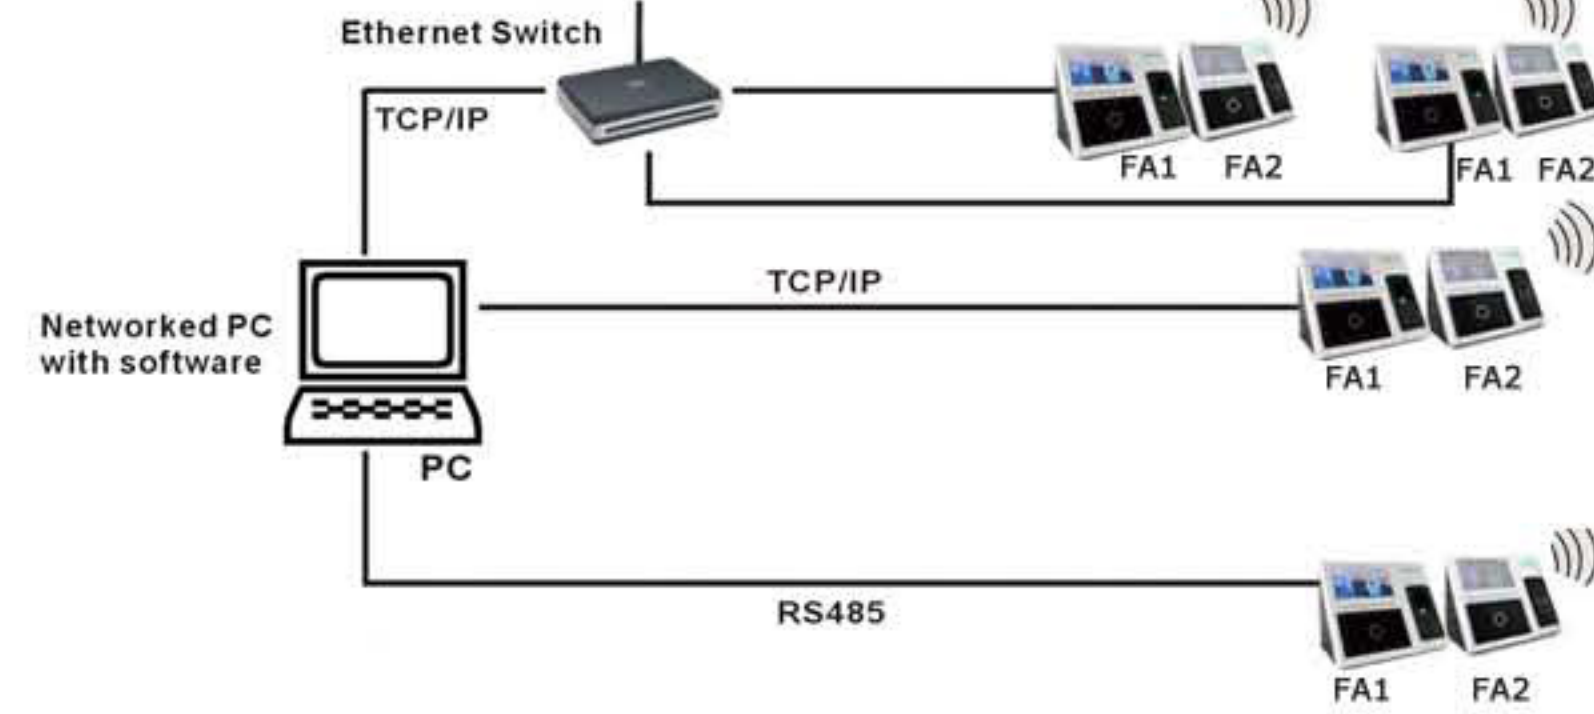 Ethernet Switch
TCP/IP
FA1 FA2
FA1 FA2
TCP/IP
Networked PC
with software
FA1 FA2
PC
RS485
FA1 FA2